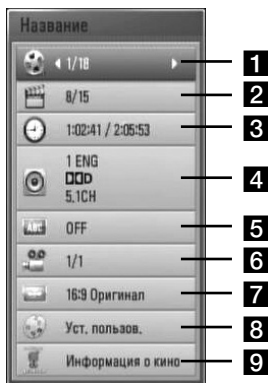 Название
1/18 1
8/15 2
1:02:41 / 2:05:53 3
1 ENG
DD D 4
5.1CH
ABC OFF 5
1/1 6
16:9 Оригинал 7
Уст. пользов. 8
Информация о кино 9